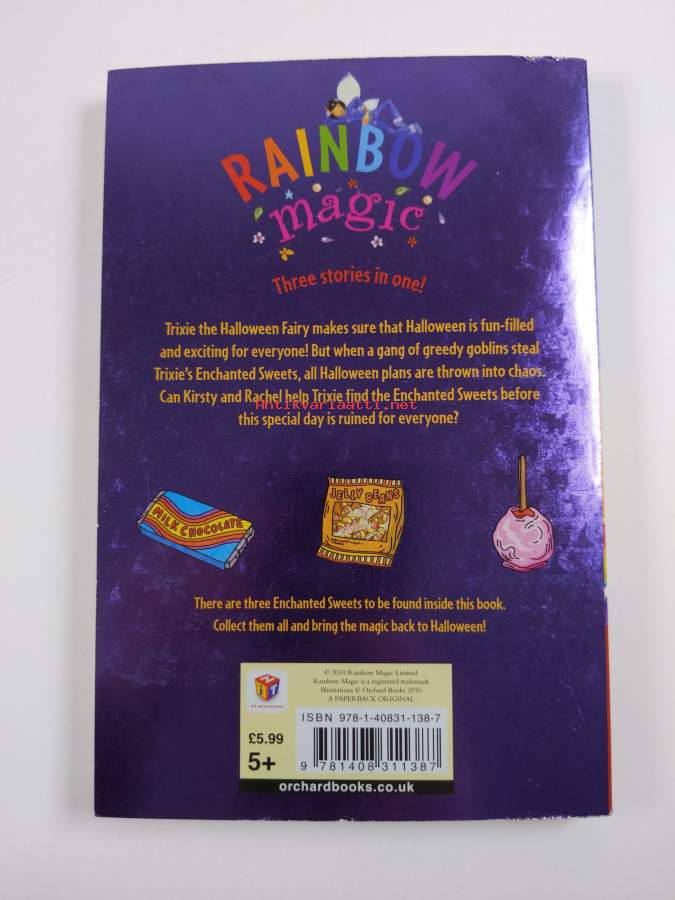 RAINBOW
magic
Three stories in one!
Trixie the Halloween Fairy makes sure that Halloween is fun-filled
and exciting for everyone! But when a gang of greedy goblins steal
Trixie's Enchanted Sweets, all Halloween plans are thrown into chaos.
Can Kirsty and Rachel help Trixie find the Enchanted Sweets before
Antikvariaatti.net
this special day is ruined for everyone?
MILK CHOCOLATE
JELLY BEANS
There are three Enchanted Sweets to be found inside this book.
Collect them all and bring the magic back to Halloween!
HIT
hit entertainment
© 2010 Rainbow Magic Limited
Rainbow Magic is a registered trademark
Illustrations © Orchard Books 2010
A PAPERBACK ORIGINAL
ISBN 978-1-40831-138-7
£5.99
5+
9 781408 311387
orchardbooks.co.uk